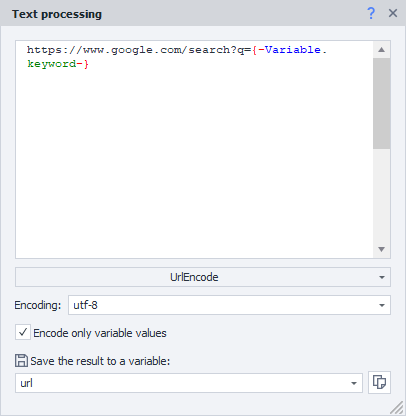 Text processing
?
https://www.google.com/search?q={-Variable.
keyword-}
UrlEncode
Encoding: utf-8
Encode only variable values
Save the result to a variable:
url